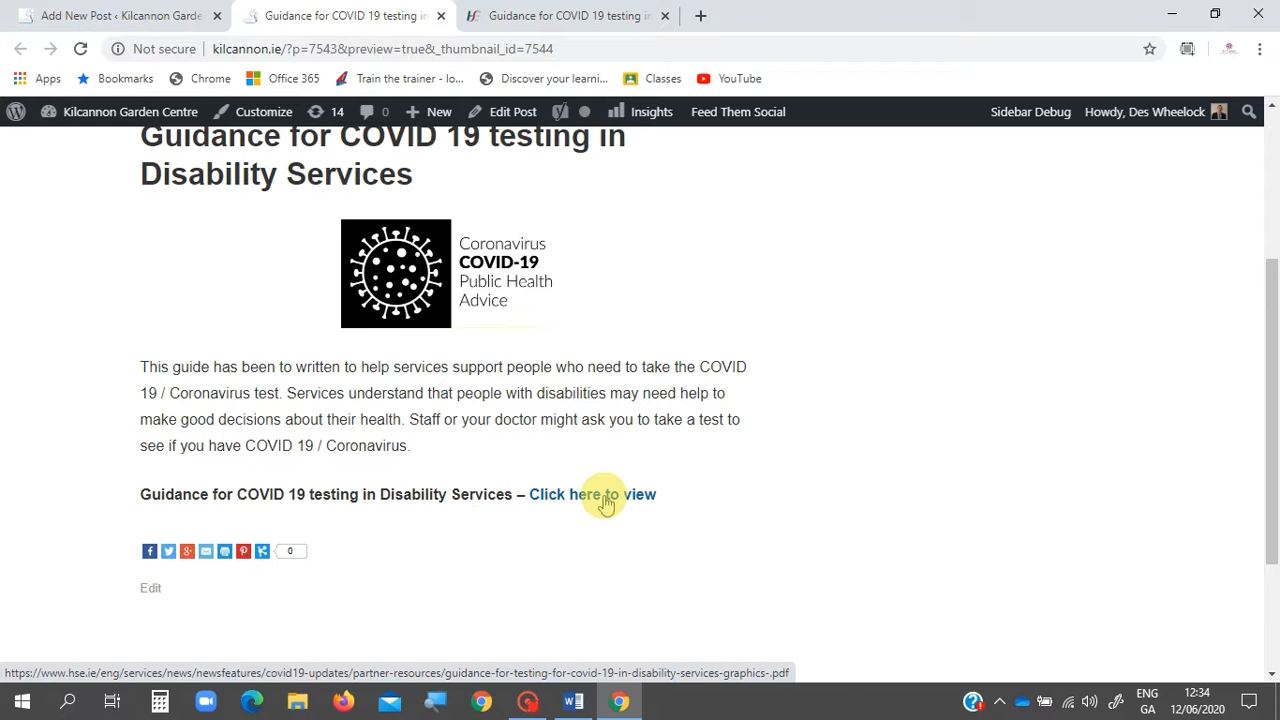 Add New Post ‹ Kilcannon Garde
Guidance for COVID 19 testing in
Guidance for COVID 19 testing in
Not secure
kilcannon.ie/?p=7543&preview=true&_thumbnail_id=7544
Apps
Bookmarks
Chrome
Office 365
Train the trainer - lo...
Discover your learni...
Classes
YouTube
Kilcannon Garden Centre
Customize
14
0
New
Edit Post
Insights
Feed Them Social
Sidebar Debug
Howdy, Des Wheelock
Guidance for COVID 19 testing in
Disability Services
Coronavirus
COVID-19
Public Health
Advice
This guide has been to written to help services support people who need to take the COVID
19 / Coronavirus test. Services understand that people with disabilities may need help to
make good decisions about their health. Staff or your doctor might ask you to take a test to
see if you have COVID 19 / Coronavirus.
Guidance for COVID 19 testing in Disability Services – Click here to view
0
Edit
https://www.hse.ie/eng/services/news/newsfeatures/covid19-updates/partner-resources/guidance-for-testing-for-covid-19-in-disability-services-graphics-.pdf
ENG
GA
12:34
12/06/2020